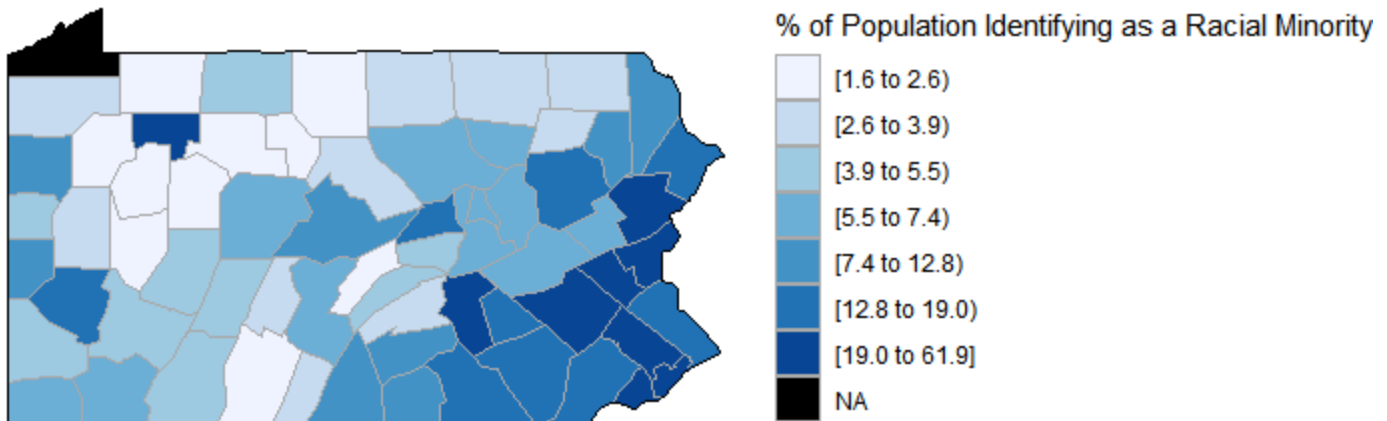 % of Population Identifying as a Racial Minority
[1.6 to 2.6)
[2.6 to 3.9)
[3.9 to 5.5)
[5.5 to 7.4)
[7.4 to 12.8)
[12.8 to 19.0)
[19.0 to 61.9]
NA